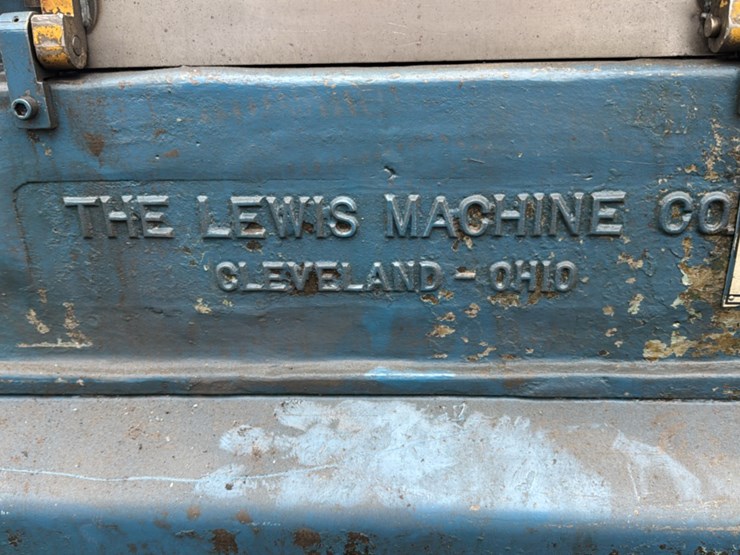 THE LEWIS MACHINE CO
CLEVELAND - OHIO